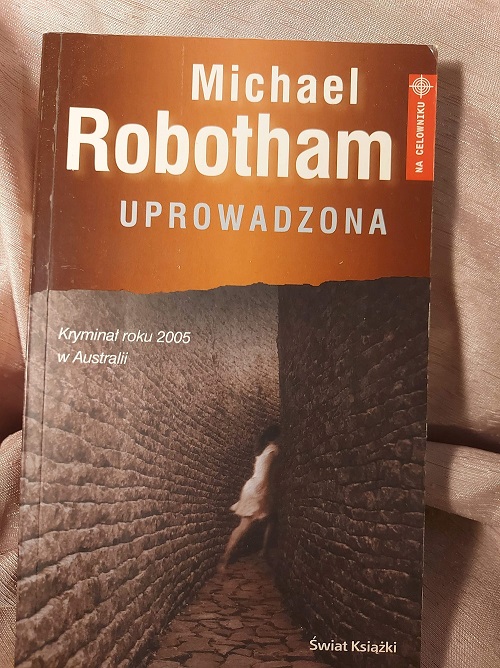 Michael
Robotham
UPROWADZONA
NA CELOWNIKU
Kryminał roku 2005
w Australii
Świat Książki